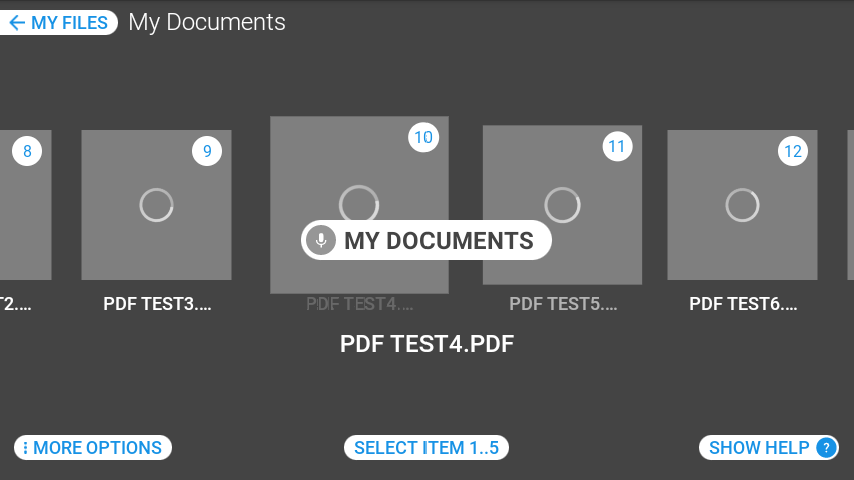 MY FILES
My Documents
8
9
10
11
12
MY DOCUMENTS
T2....
PDF TEST3....
PDF TEST4....
PDF TEST5....
PDF TEST6....
PDF TEST4.PDF
MORE OPTIONS
SELECT ITEM 1..5
SHOW HELP ?